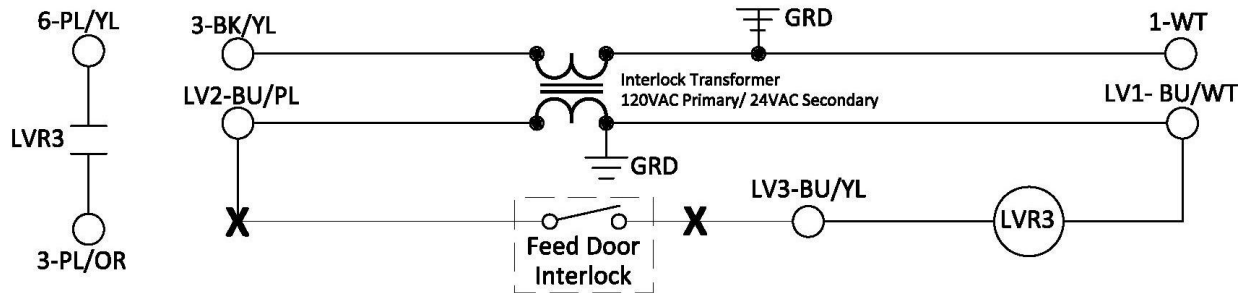 6-PL/YL
3-BK/YL
GRD
1-WT
Interlock Transformer
120VAC Primary/ 24VAC Secondary
LV2-BU/PL
LV1- BU/WT
LVR3
GRD
LV3-BU/YL
X
X
LVR3
3-PL/OR
Feed Door
Interlock